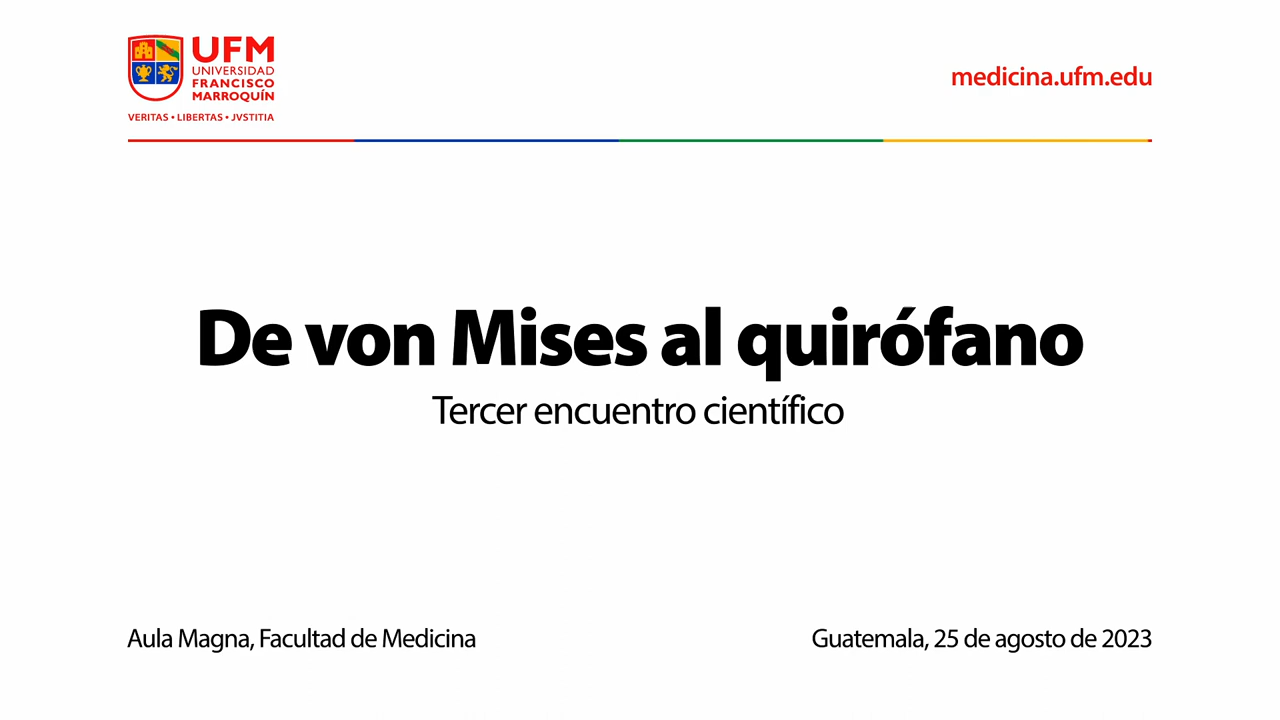 UFM
UNIVERSIDAD
FRANCISCO
MARROQUÍN
VERITAS • LIBERTAS • JVSTITIA
medicina.ufm.edu
De von Mises al quirófano
Tercer encuentro científico
Aula Magna, Facultad de Medicina
Guatemala, 25 de agosto de 2023